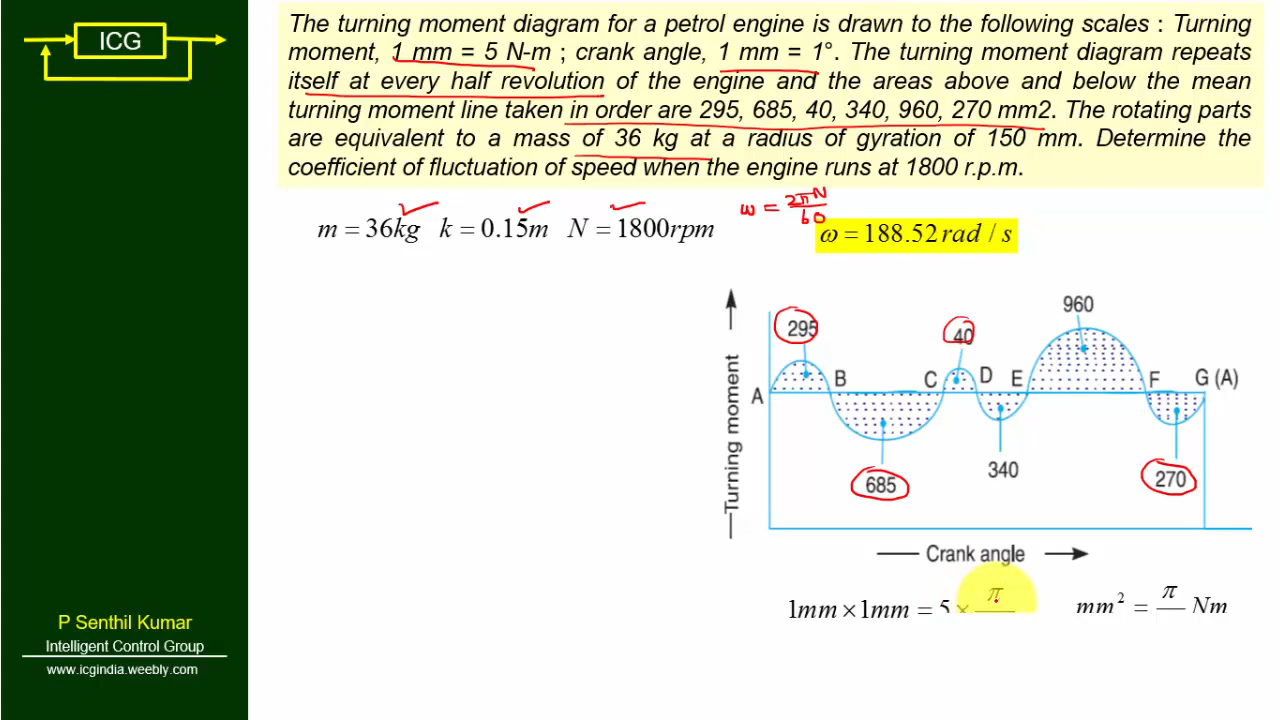 ICG
The turning moment diagram for a petrol engine is drawn to the following scales : Turning
moment, 1 mm = 5 N-m ; crank angle, 1 mm = 1°. The turning moment diagram repeats
itself at every half revolution of the engine and the areas above and below the mean
turning moment line taken in order are 295, 685, 40, 340, 960, 270 mm2. The rotating parts
are equivalent to a mass of 36 kg at a radius of gyration of 150 mm. Determine the
coefficient of fluctuation of speed when the engine runs at 1800 r.p.m.
m = 36kg k = 0.15m N = 1800rpm
ω = 2πN/60
ω = 188.52 rad / s
960
295
40
A B C D E F G (A)
685
340
270
Turning moment
Crank angle
1mm × 1mm = 5 × π
mm² = π Nm
P Senthil Kumar
Intelligent Control Group
www.icgindia.weebly.com